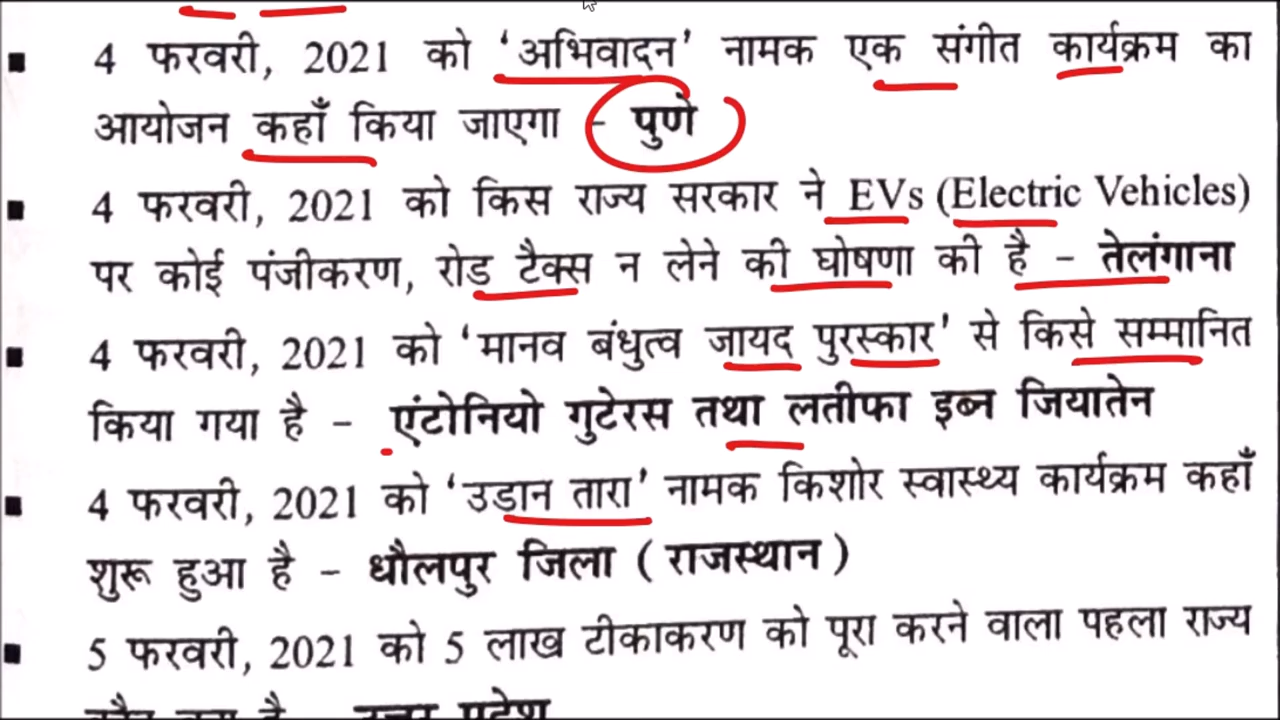 ▪ 4 फरवरी, 2021 को ‘अभिवादन’ नामक एक संगीत कार्यक्रम का
आयोजन कहाँ किया जाएगा - पुणे
▪ 4 फरवरी, 2021 को किस राज्य सरकार ने EVs (Electric Vehicles)
पर कोई पंजीकरण, रोड टैक्स न लेने की घोषणा की है - तेलंगाना
▪ 4 फरवरी, 2021 को ‘मानव बंधुत्व जायद पुरस्कार’ से किसे सम्मानित
किया गया है - एंटोनियो गुटेरस तथा लतीफा इब्न जियातेन
▪ 4 फरवरी, 2021 को ‘उडान तारा’ नामक किशोर स्वास्थ्य कार्यक्रम कहाँ
शुरू हुआ है - धौलपुर जिला (राजस्थान)
▪ 5 फरवरी, 2021 को 5 लाख टीकाकरण को पूरा करने वाला पहला राज्य